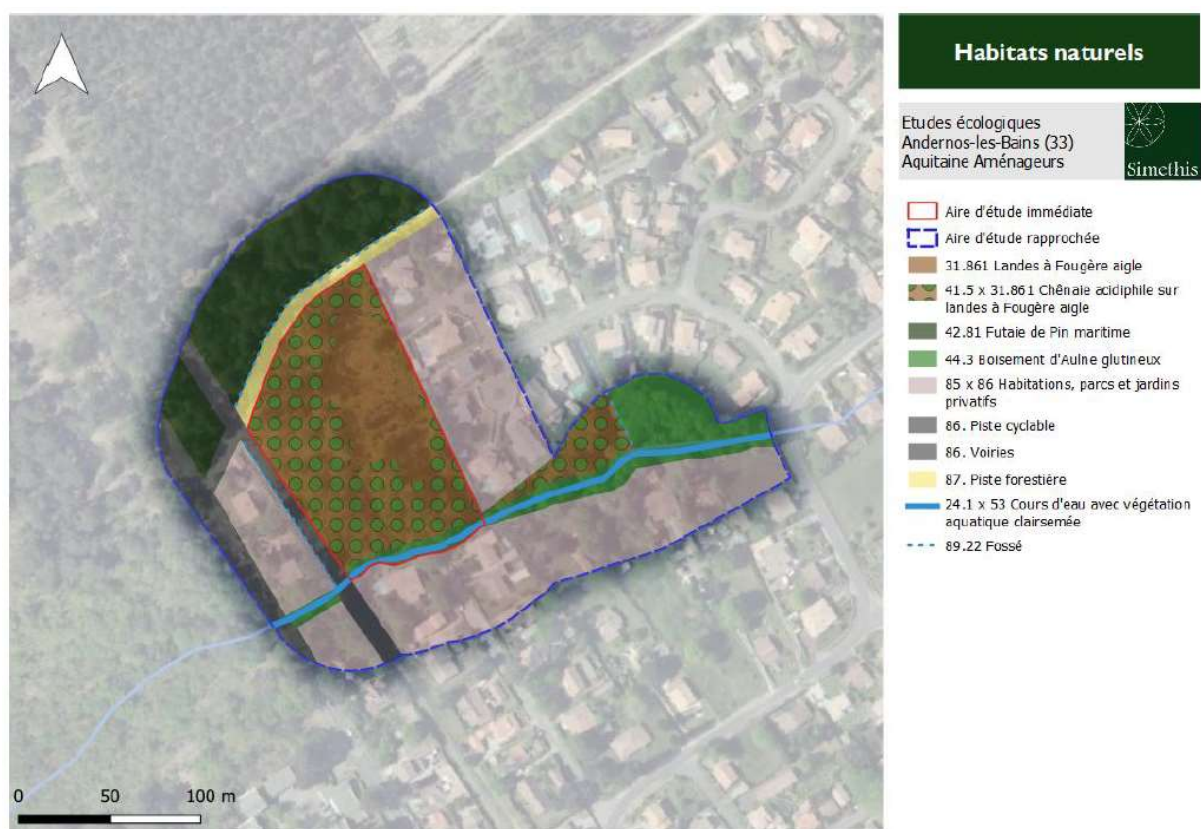 Habitats naturels
Etudes écologiques
Andernos-les-Bains (33)
Aquitaine Aménageurs
Simethis
Aire d'étude immédiate
Aire d'étude rapprochée
31.861 Landes à Fougère aigle
41.5 x 31.861 Chênaie acidiphile sur
landes à Fougère aigle
42.81 Futaie de Pin maritime
44.3 Boisement d'Aulne glutineux
85 x 86 Habitations, parcs et jardins
privatifs
86. Piste cyclable
86. Voiries
87. Piste forestière
24.1 x 53 Cours d'eau avec végétation
aquatique clairsemée
89.22 Fossé
0 50 100 m